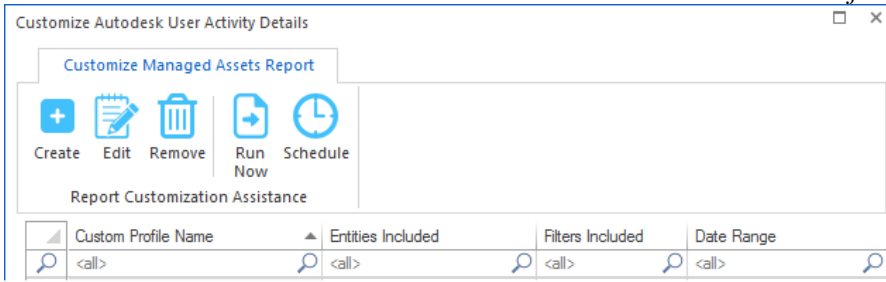 Customize Autodesk User Activity Details
Customize Managed Assets Report
Create Edit Remove Run Now Schedule
Report Customization Assistance
Custom Profile Name Entities Included Filters Included Date Range
<all> <all> <all> <all>